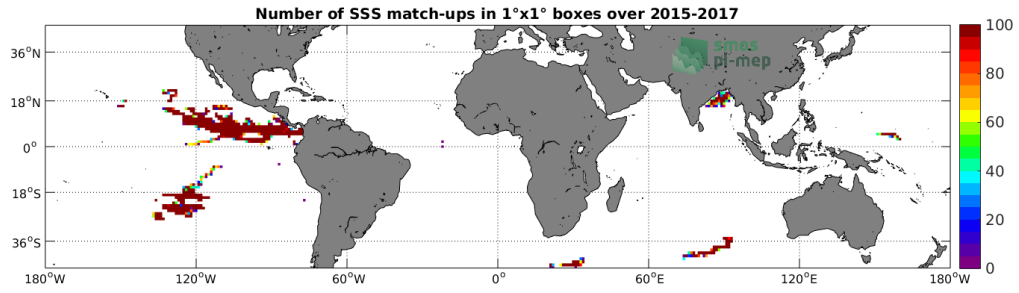 Number of SSS match-ups in 1°x1° boxes over 2015-2017
smos
pi-mep
36°N
18°N
0°
18°S
36°S
180°W
120°W
60°W
0°
60°E
120°E
180°W
100
80
60
40
20
0